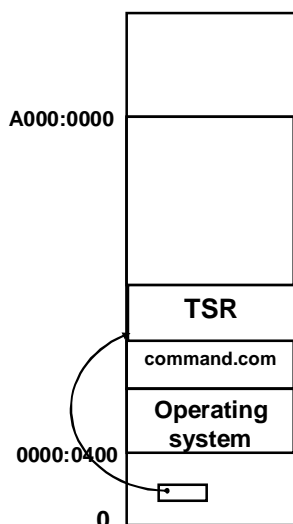 A000:0000
TSR
command.com
Operating
system
0000:0400
0